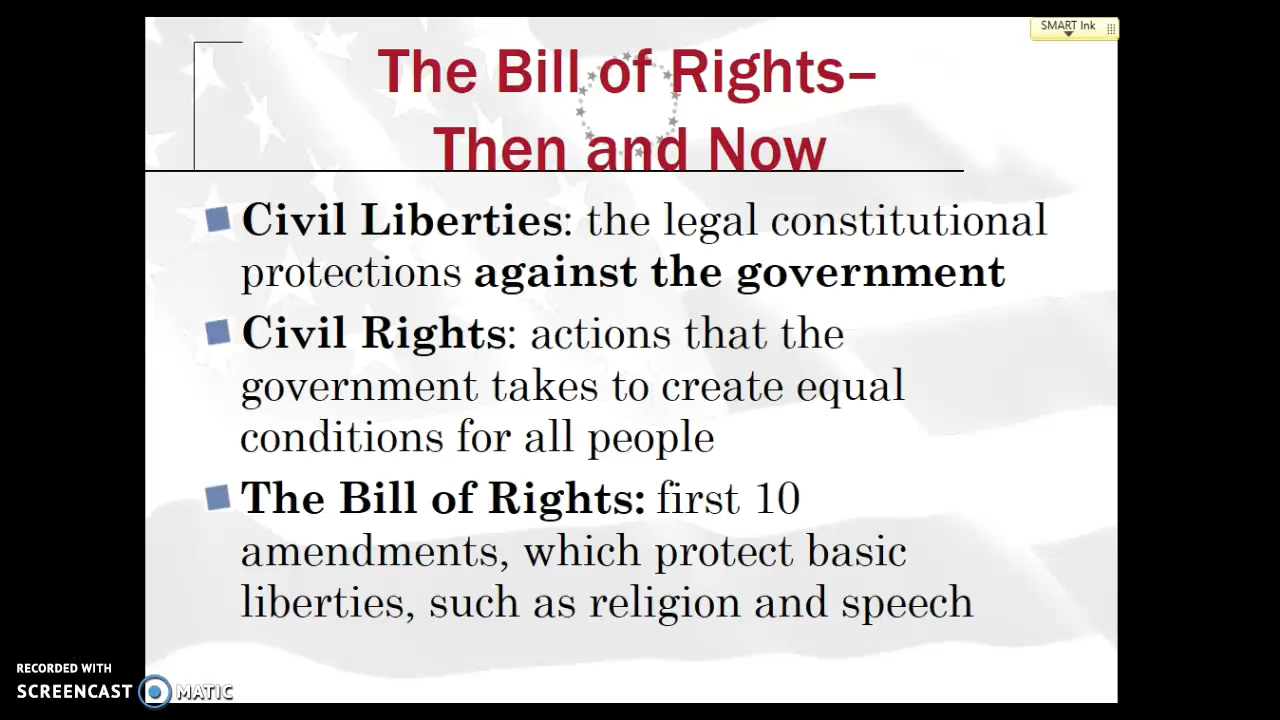 SMART Ink
The Bill of Rights–
Then and Now
Civil Liberties: the legal constitutional
protections against the government
Civil Rights: actions that the
government takes to create equal
conditions for all people
The Bill of Rights: first 10
amendments, which protect basic
liberties, such as religion and speech
RECORDED WITH
SCREENCAST MATIC